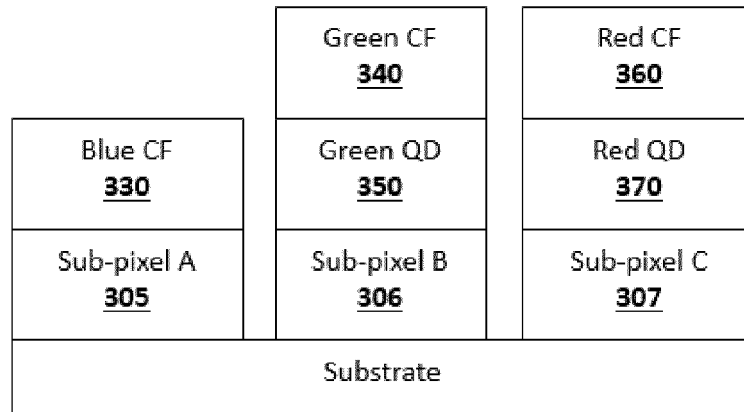 Green CF
340
Red CF
360
Blue CF
330
Green QD
350
Red QD
370
Sub-pixel A
305
Sub-pixel B
306
Sub-pixel C
307
Substrate